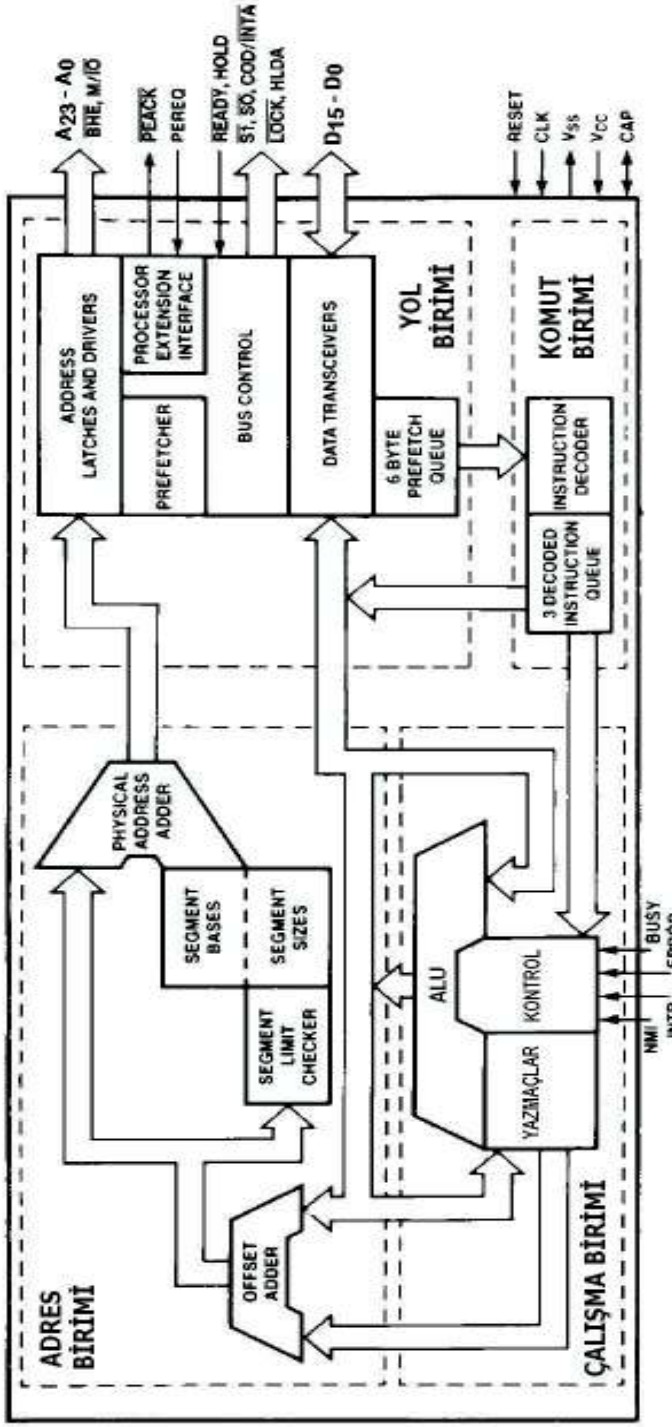 ADRES
BİRİMİ
OFFSET
ADDER
SEGMENT
LIMIT
CHECKER
SEGMENT
BASES
SEGMENT
SIZES
PHYSICAL
ADDRESS
ADDER
ADDRESS
LATCHES AND DRIVERS
PREFETCHER
PROCESSOR
EXTENSION
INTERFACE
BUS CONTROL
DATA TRANSCEIVERS
6 BYTE
PREFETCH
QUEUE
YOL
BİRİMİ
A23 - A0
BHE, M/IO
PEACK
PEREQ
READY, HOLD
S1, S0, COD/INTA
LOCK, HLDA
D15 - D0
ÇALIŞMA BİRİMİ
ALU
YAZMAÇLAR
KONTROL
NMI
BUSY
3 DECODED
INSTRUCTION
QUEUE
INSTRUCTION
DECODER
KOMUT
BİRİMİ
RESET
CLK
VSS
VCC
CAP